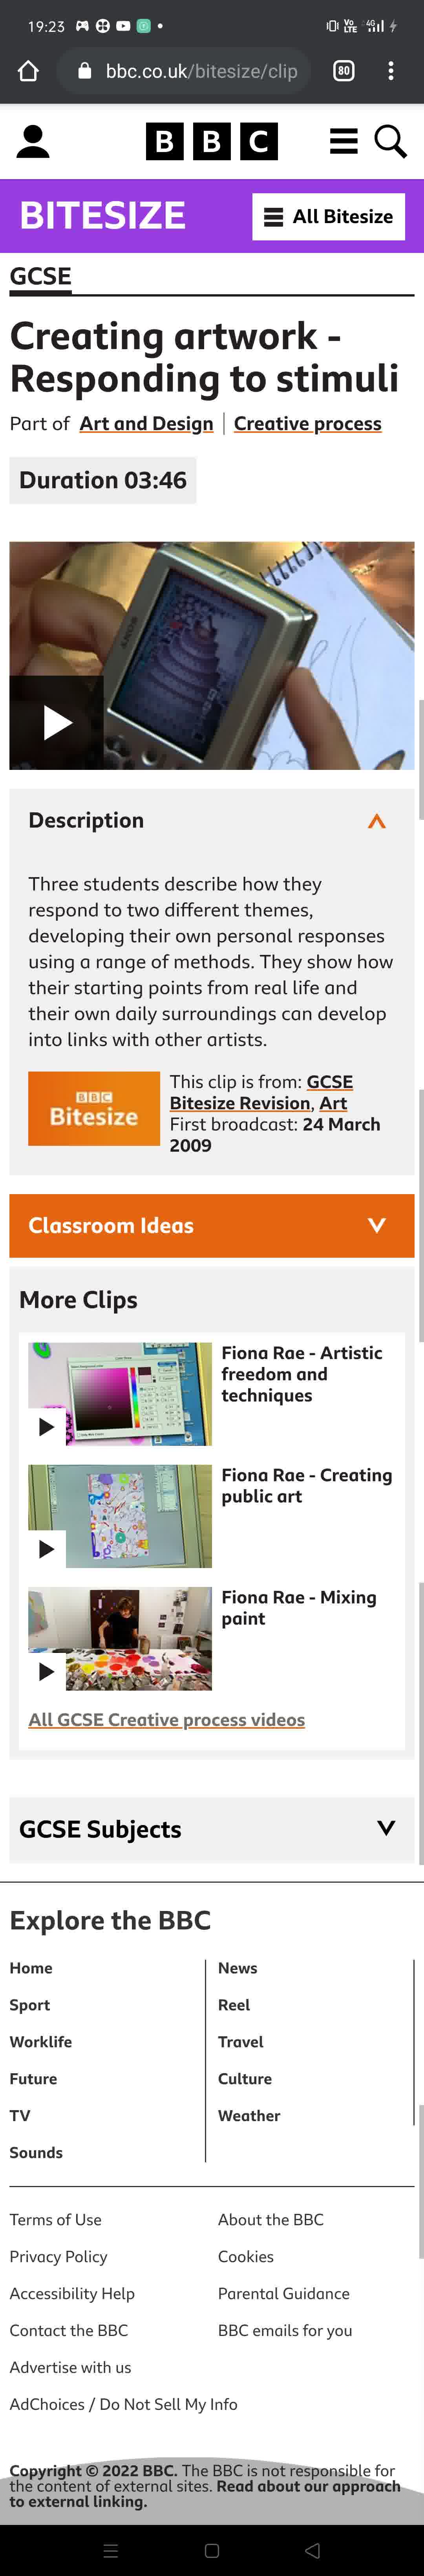 19:23
Vo LTE 4G
bbc.co.uk/bitesize/clip
80
BBC
BITESIZE
All Bitesize
GCSE
Creating artwork -
Responding to stimuli
Part of Art and Design | Creative process
Duration 03:46
SONY
Description
Three students describe how they
respond to two different themes,
developing their own personal responses
using a range of methods. They show how
their starting points from real life and
their own daily surroundings can develop
into links with other artists.
BBC
Bitesize
This clip is from: GCSE
Bitesize Revision, Art
First broadcast: 24 March
2009
Classroom Ideas
More Clips
Fiona Rae - Artistic
freedom and
techniques
Fiona Rae - Creating
public art
Fiona Rae - Mixing
paint
All GCSE Creative process videos
GCSE Subjects
Explore the BBC
Home
News
Sport
Reel
Worklife
Travel
Future
Culture
TV
Weather
Sounds
Terms of Use
About the BBC
Privacy Policy
Cookies
Accessibility Help
Parental Guidance
Contact the BBC
BBC emails for you
Advertise with us
AdChoices / Do Not Sell My Info
Copyright © 2022 BBC. The BBC is not responsible for
the content of external sites. Read about our approach
to external linking.